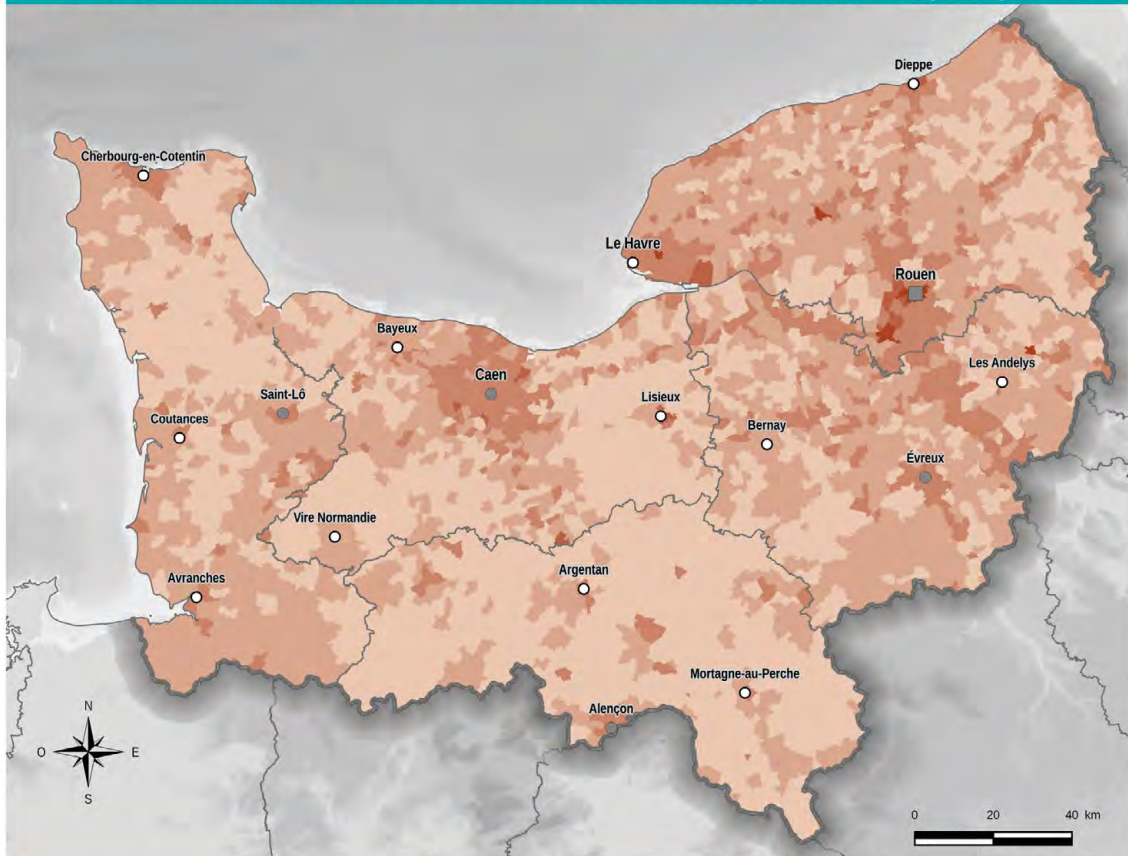 Dieppe
Cherbourg-en-Cotentin
Le Havre
Rouen
Bayeux
Caen
Les Andelys
Saint-Lô
Lisieux
Coutances
Bernay
Évreux
Vire Normandie
Argentan
Avranches
Mortagne-au-Perche
Alençon
N
O
E
S
0 20 40 km